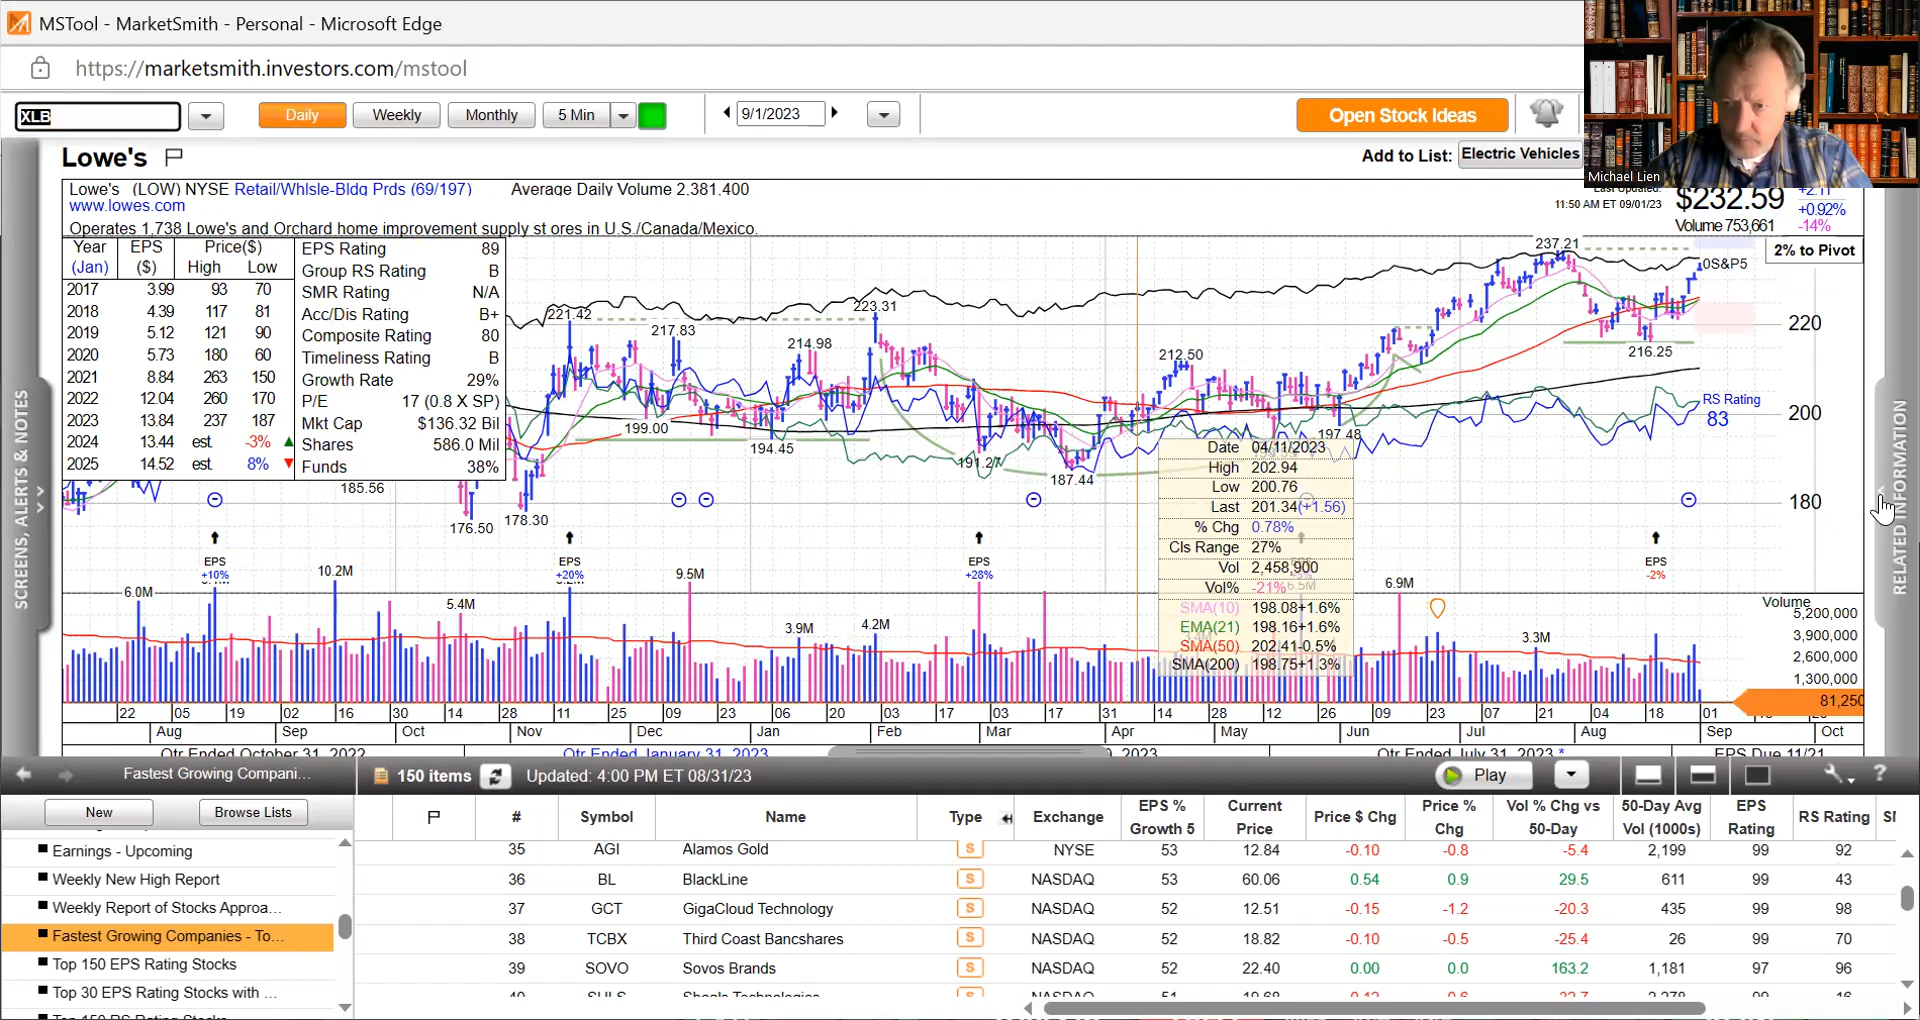 MSTool - MarketSmith - Personal - Microsoft Edge
https://marketsmith.investors.com/mstool
XLB
Daily
Weekly
Monthly
5 Min
9/1/2023
Open Stock Ideas
Michael Lien
Lowe's
Add to List:
Electric Vehicles
Lowe's (LOW) NYSE Retail/Whlsle-Bldg Prds (69/197) Average Daily Volume 2,381,400
www.lowes.com
Operates 1,738 Lowe's and Orchard home improvement supply st ores in U.S./Canada/Mexico.
Last Updated:
11:50 AM ET 09/01/23
$232.59
+2.11
+0.92%
Volume 753,661
-14%
2% to Pivot
Year EPS Price($)
(Jan) ($) High Low
2017 3.99 93 70
2018 4.39 117 81
2019 5.12 121 90
2020 5.73 180 60
2021 8.84 263 150
2022 12.04 260 170
2023 13.84 237 187
2024 13.44 est. -3%
2025 14.52 est. 8%
EPS Rating 89
Group RS Rating B
SMR Rating N/A
Acc/Dis Rating B+
Composite Rating 80
Timeliness Rating B
Growth Rate 29%
P/E 17 (0.8 X SP)
Mkt Cap $136.32 Bil
Shares 586.0 Mil
Funds 38%
237.21
0S&P5
221.42
223.31
217.83
214.98
212.50
216.25
199.00
194.45
191.27
187.44
197.48
185.56
176.50
178.30
220
200
180
RS Rating
83
Date 04/11/2023
High 202.94
Low 200.76
Last 201.34(+1.56)
% Chg 0.78%
Cls Range 27%
Vol 2,458,900
Vol% -21%
SMA(10) 198.08+1.6%
EMA(21) 198.16+1.6%
SMA(50) 202.41-0.5%
SMA(200) 198.75+1.3%
EPS
+10%
EPS
+20%
EPS
+28%
EPS
-2%
6.0M
10.2M
5.4M
9.5M
3.9M
4.2M
6.5M
6.9M
3.3M
Volume
5,200,000
3,900,000
2,600,000
1,300,000
81,250
22 05 19 02 16 30 14 28 11 25 09 23 06 20 03 17 03 17 31 14 28 12 26 09 23 07 21 04 18 01
Aug Sep Oct Nov Dec Jan Feb Mar Apr May Jun Jul Aug Sep Oct
Qtr Ended October 31, 2022 Qtr Ended January 31, 2023 Qtr Ended July 31, 2023 * EPS Due 11/21
SCREENS, ALERTS & NOTES
RELATED INFORMATION
Fastest Growing Compani...
150 items
Updated: 4:00 PM ET 08/31/23
Play
?
New
Browse Lists
Earnings - Upcoming
Weekly New High Report
Weekly Report of Stocks Approa...
Fastest Growing Companies - To...
Top 150 EPS Rating Stocks
Top 30 EPS Rating Stocks with ...
Top 150 RS Rating Stocks
# Symbol Name Type Exchange EPS % Growth 5 Current Price Price $ Chg Price % Chg Vol % Chg vs 50-Day 50-Day Avg Vol (1000s) EPS Rating RS Rating SM
35 AGI Alamos Gold S NYSE 53 12.84 -0.10 -0.8 -5.4 2,199 99 92
36 BL BlackLine S NASDAQ 53 60.06 0.54 0.9 29.5 611 99 43
37 GCT GigaCloud Technology S NASDAQ 52 12.51 -0.15 -1.2 -20.3 435 99 98
38 TCBX Third Coast Bancshares S NASDAQ 52 18.82 -0.10 -0.5 -25.4 26 99 70
39 SOVO Sovos Brands S NASDAQ 52 22.40 0.00 0.0 163.2 1,181 97 96
40 SHLS Shoals Technologies S NASDAQ 51 19.68